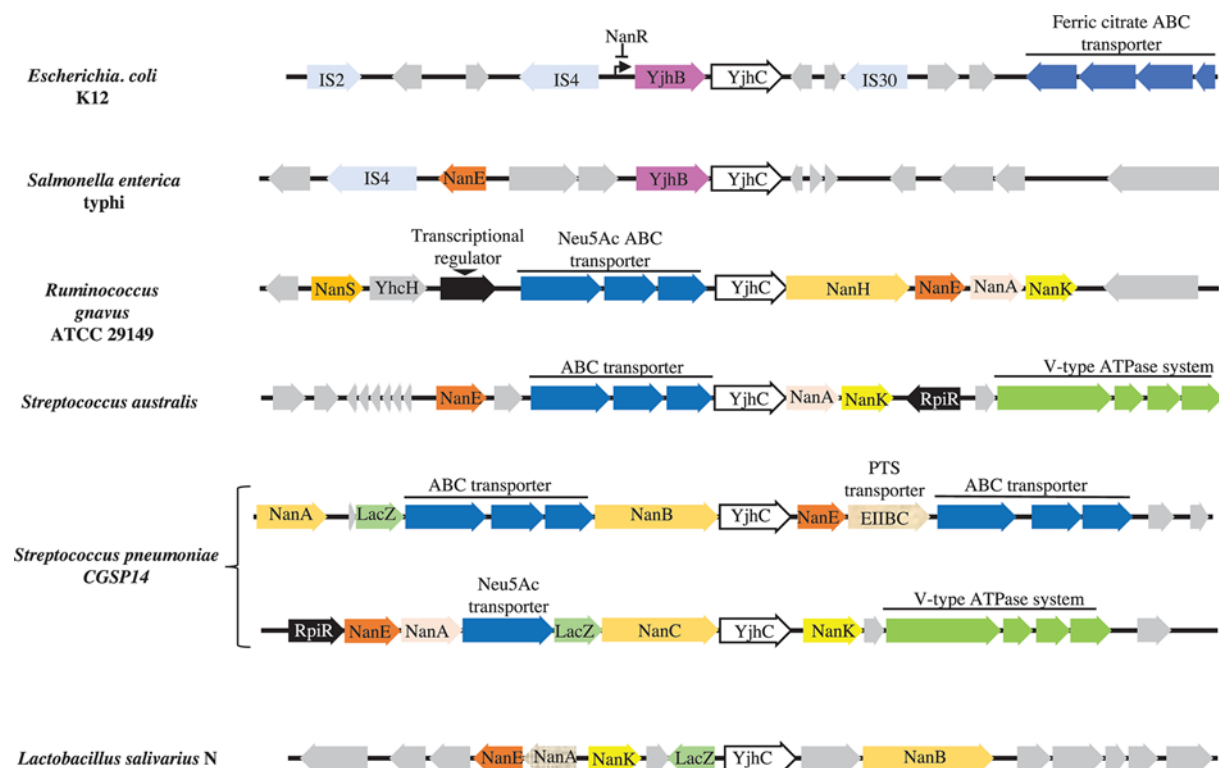 Ferric citrate ABC
transporter
NanR
Escherichia. coli
K12
IS2
IS4
YjhB
YjhC
IS30
Salmonella enterica
typhi
IS4
NanE
YjhB
YjhC
Transcriptional
regulator
Neu5Ac ABC
transporter
Ruminococcus
gnavus
ATCC 29149
NanS
YhcH
YjhC
NanH
NanE
NanA
NanK
ABC transporter
V-type ATPase system
Streptococcus australis
NanE
YjhC
NanA
NanK
RpiR
PTS
transporter
ABC transporter
ABC transporter
NanA
LacZ
NanB
YjhC
NanE
EIIBC
Streptococcus pneumoniae
CGSP14
Neu5Ac
transporter
V-type ATPase system
RpiR
NanE
NanA
LacZ
NanC
YjhC
NanK
Lactobacillus salivarius N
NanE
NanA
NanK
LacZ
YjhC
NanB